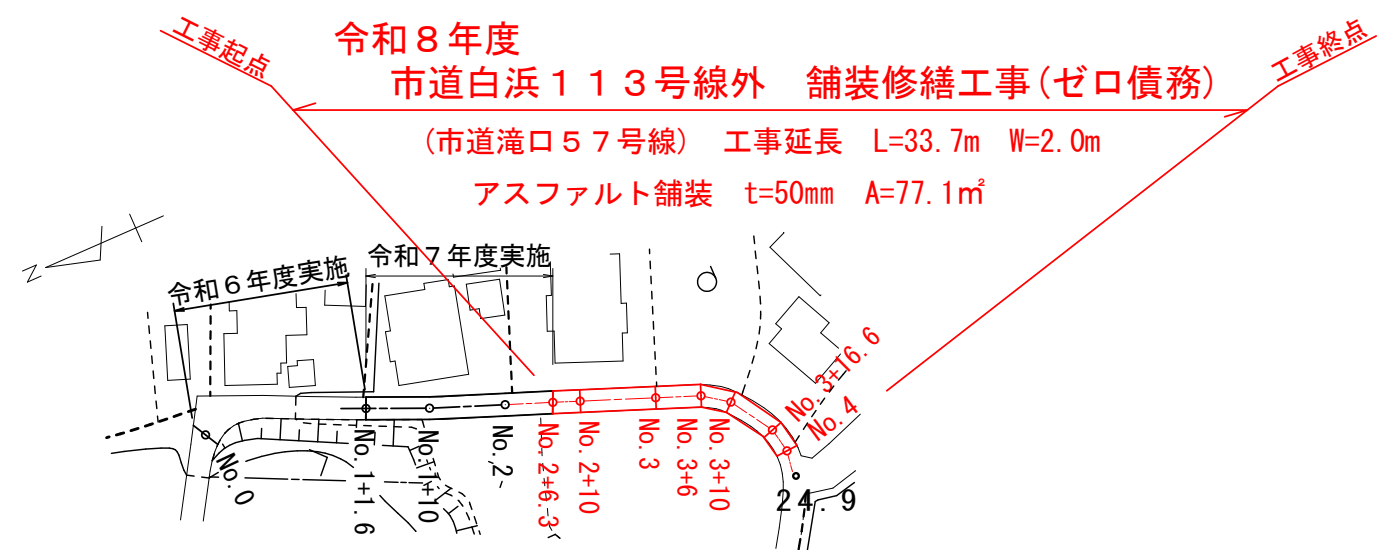 工事起点
令和８年度
工事終点
市道白浜１１３号線外　舗装修繕工事(ゼロ債務)
(市道滝口５７号線)　工事延長　L=33.7m　W=2.0m
アスファルト舗装　t=50mm　A=77.1㎡
N
令和６年度実施
令和７年度実施
No.0
No.1+1.6
No.1+10
No.2
No.2+6.3
No.2+10
No.3
No.3+6
No.3+10
No.3+16.6
No.4
24.9